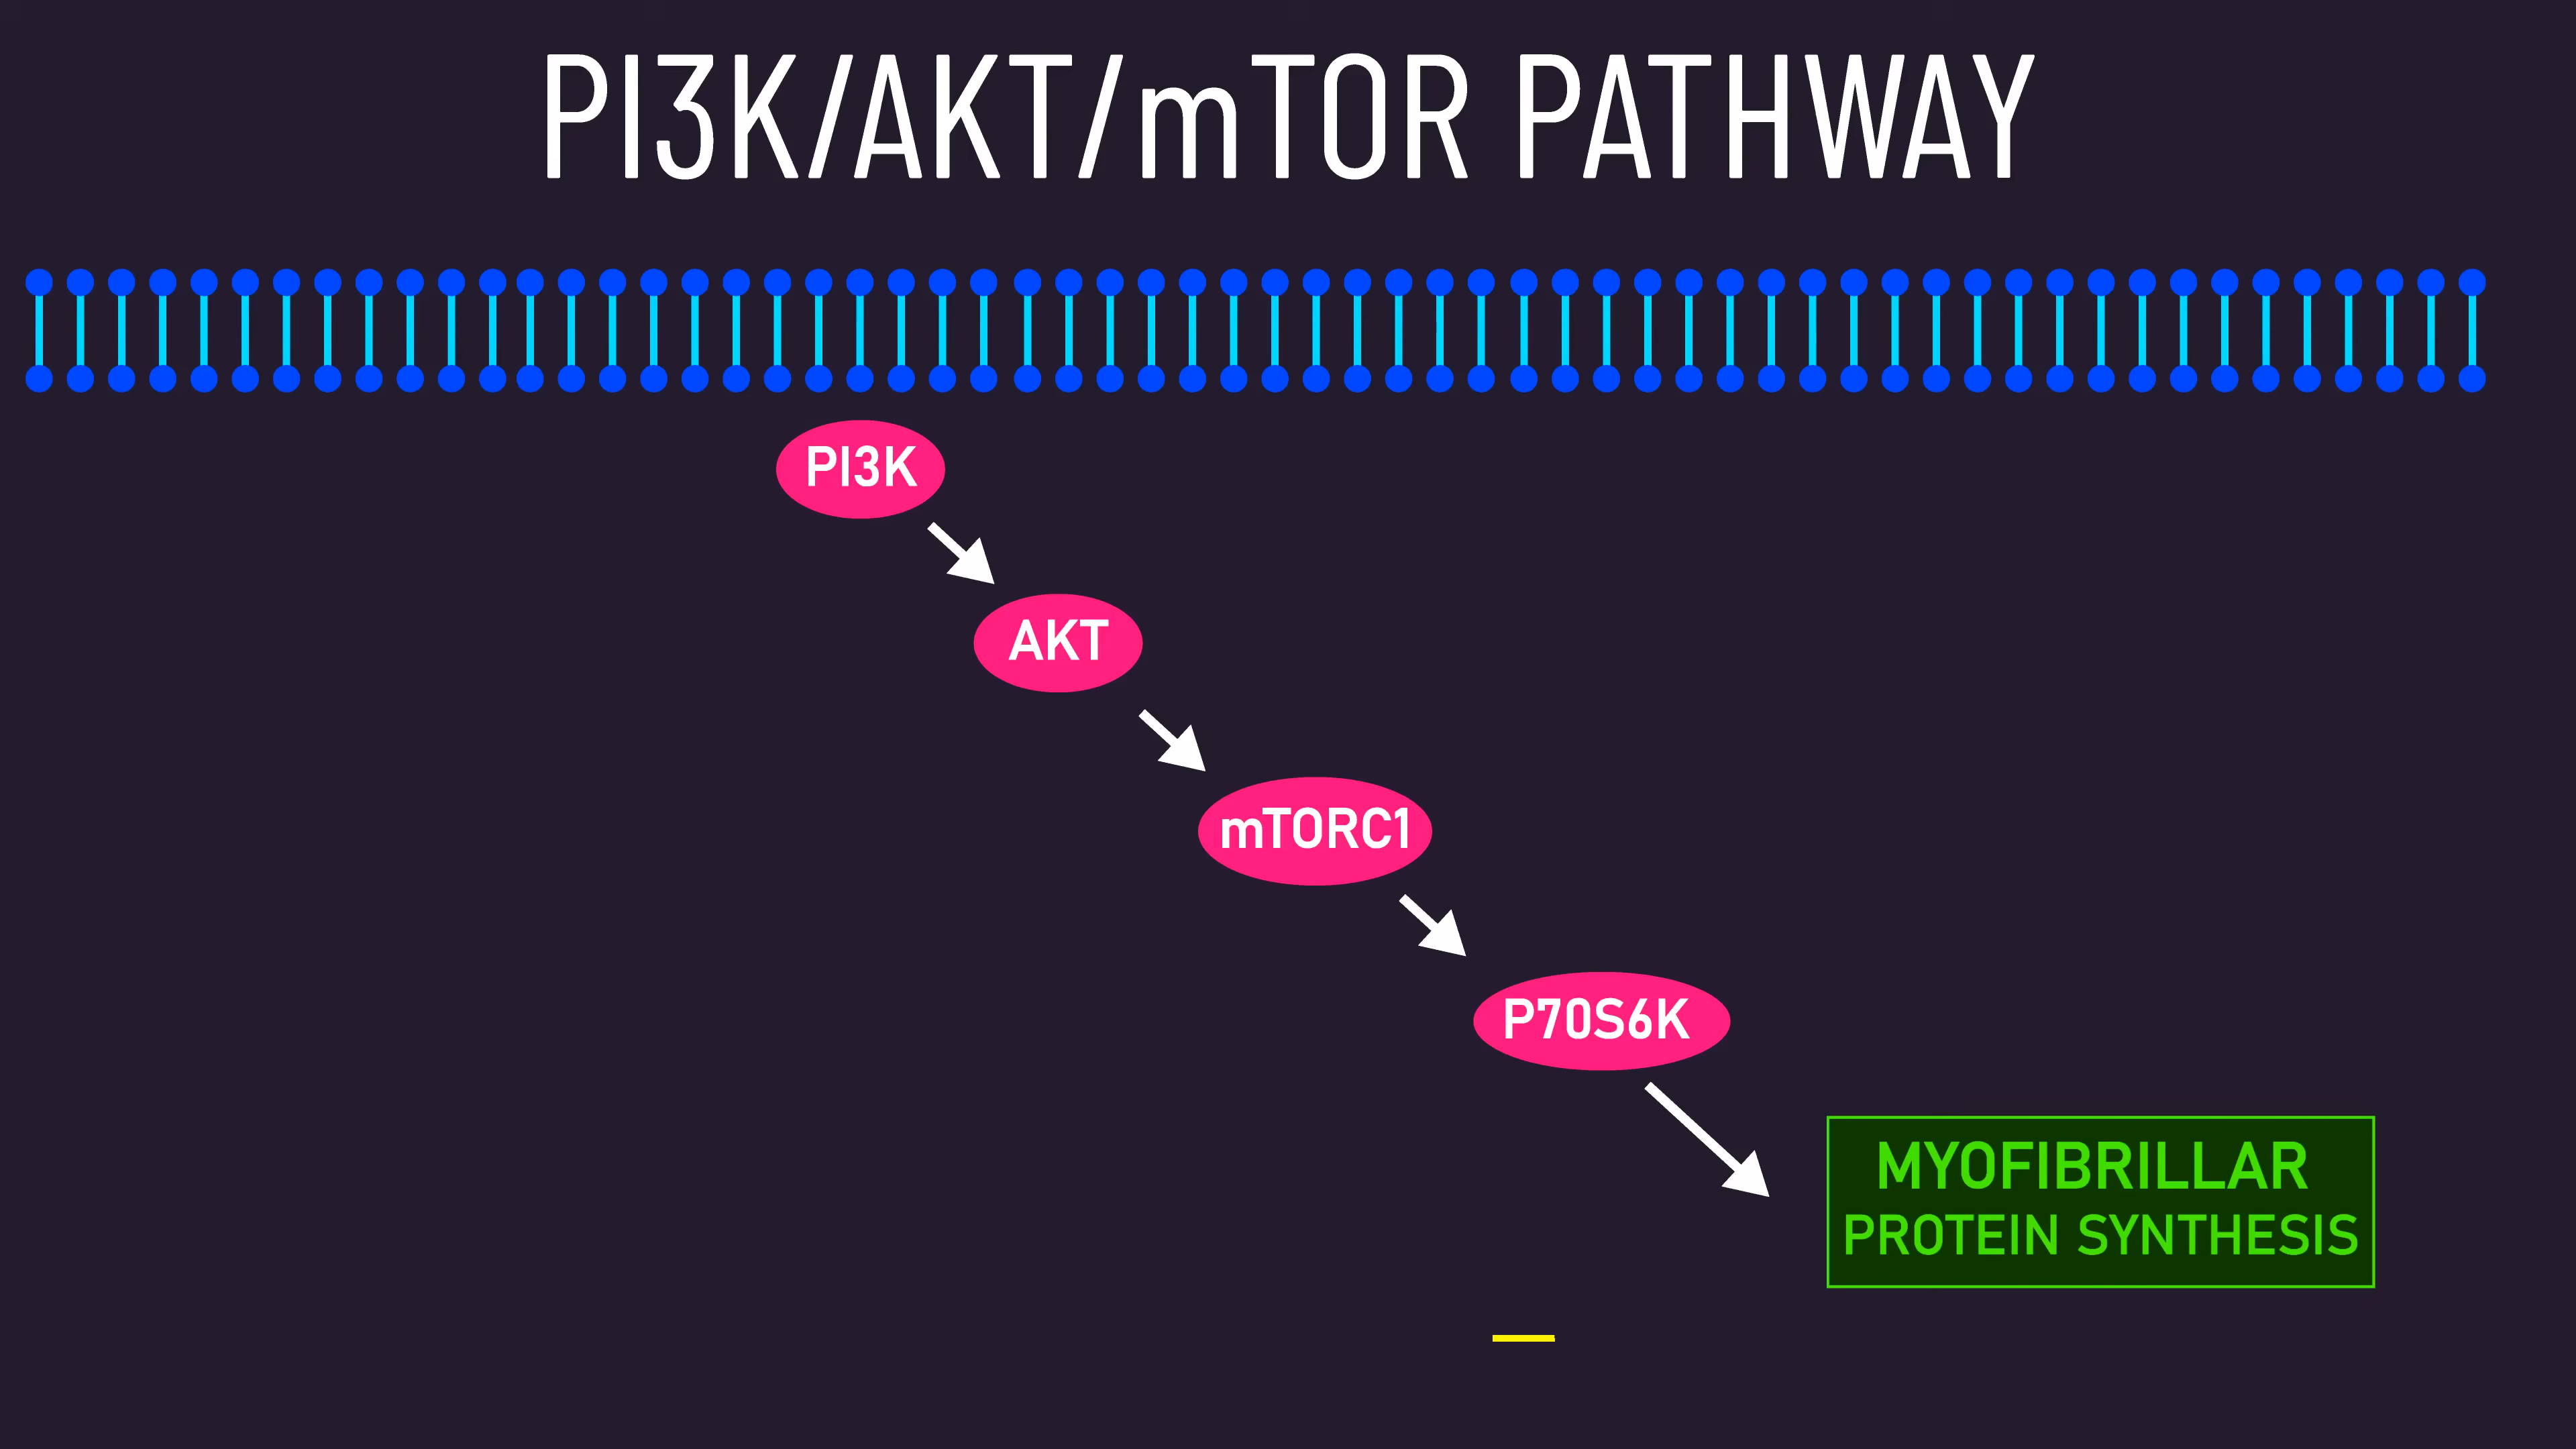 PI3K/AKT/mTOR PATHWAY
PI3K
AKT
mTORC1
P70S6K
MYOFIBRILLAR
PROTEIN SYNTHESIS